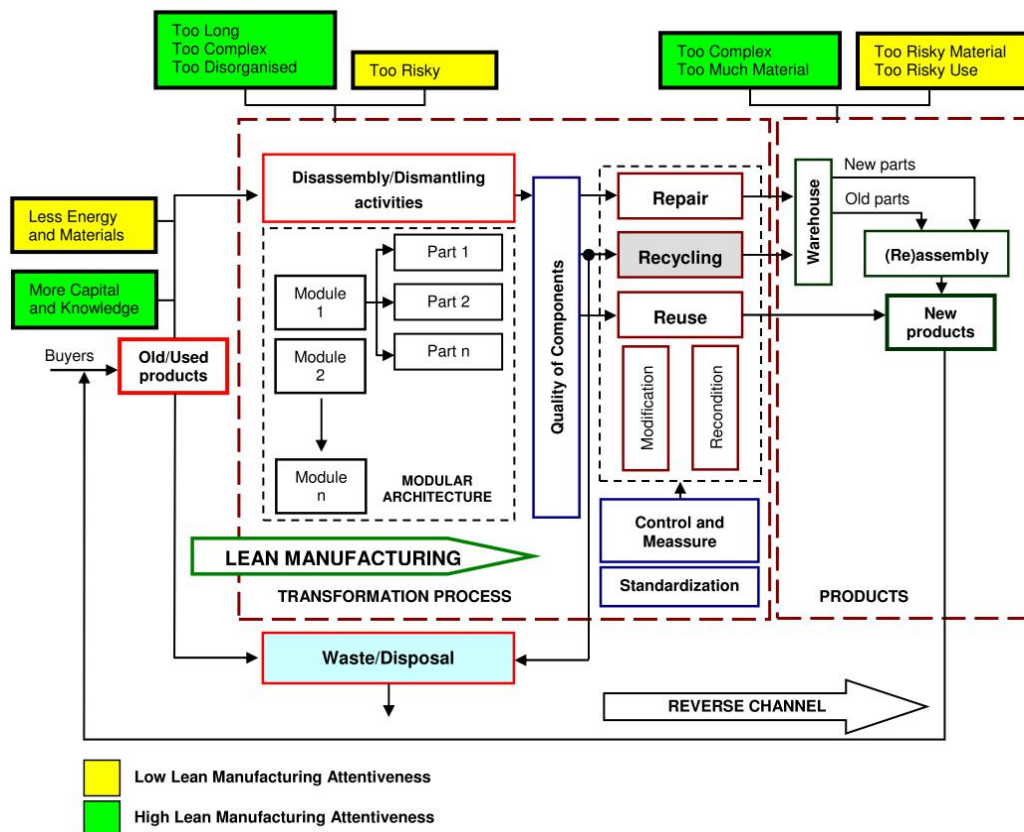 Too Long
Too Complex
Too Disorganised
Too Risky
Too Complex
Too Much Material
Too Risky Material
Too Risky Use
Less Energy
and Materials
More Capital
and Knowledge
Buyers
Old/Used
products
Disassembly/Dismantling
activities
Module
1
Module
2
Module
n
Part 1
Part 2
Part n
MODULAR
ARCHITECTURE
LEAN MANUFACTURING
TRANSFORMATION PROCESS
Quality of Components
Repair
Recycling
Reuse
Modification
Recondition
Control and
Meassure
Standardization
Warehouse
New parts
Old parts
(Re)assembly
New
products
PRODUCTS
Waste/Disposal
REVERSE CHANNEL
Low Lean Manufacturing Attentiveness
High Lean Manufacturing Attentiveness